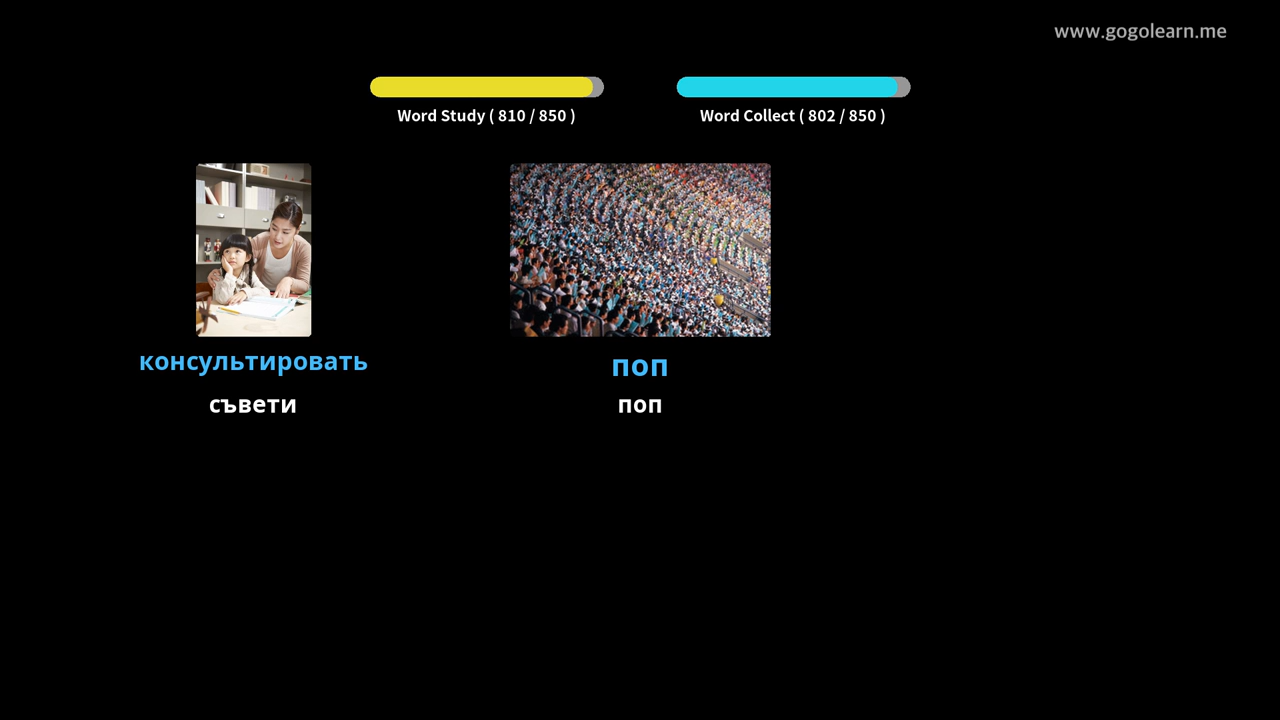 www.gogolearn.me
Word Study ( 810 / 850 )
Word Collect ( 802 / 850 )
консультировать
съвети
поп
поп